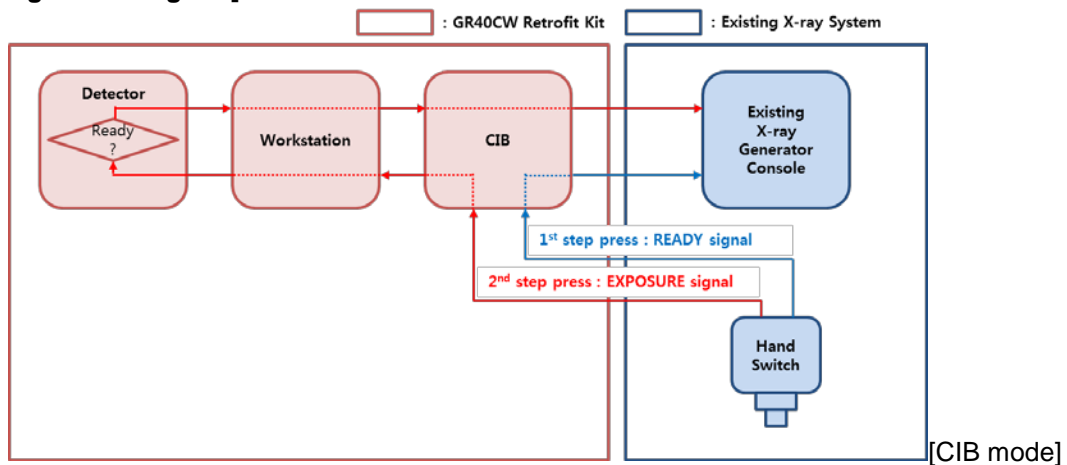 : GR40CW Retrofit Kit
: Existing X-ray System
Detector
Ready
?
Workstation
CIB
Existing
X-ray
Generator
Console
1st step press : READY signal
2nd step press : EXPOSURE signal
Hand
Switch
[CIB mode]